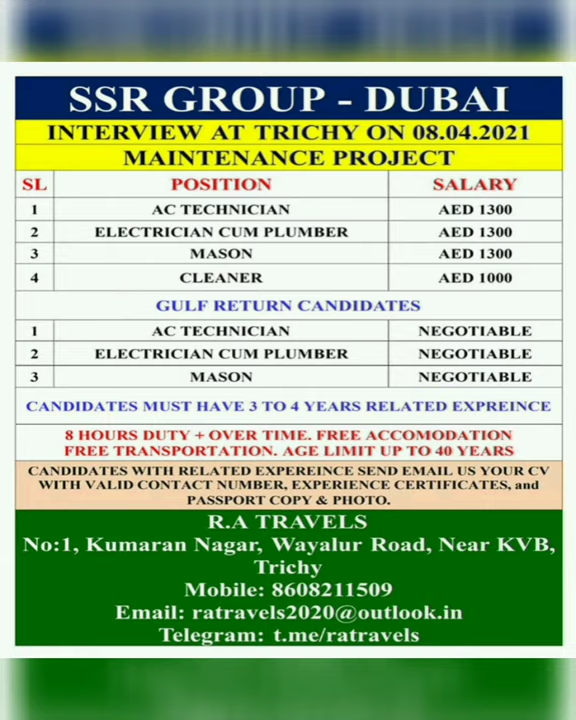 SSR GROUP - DUBAI
INTERVIEW AT TRICHY ON 08.04.2021
MAINTENANCE PROJECT
SL POSITION SALARY
1 AC TECHNICIAN AED 1300
2 ELECTRICIAN CUM PLUMBER AED 1300
3 MASON AED 1300
4 CLEANER AED 1000
GULF RETURN CANDIDATES
1 AC TECHNICIAN NEGOTIABLE
2 ELECTRICIAN CUM PLUMBER NEGOTIABLE
3 MASON NEGOTIABLE
CANDIDATES MUST HAVE 3 TO 4 YEARS RELATED EXPREINCE
8 HOURS DUTY + OVER TIME. FREE ACCOMODATION
FREE TRANSPORTATION. AGE LIMIT UP TO 40 YEARS
CANDIDATES WITH RELATED EXPEREINCE SEND EMAIL US YOUR CV
WITH VALID CONTACT NUMBER, EXPERIENCE CERTIFICATES, and
PASSPORT COPY & PHOTO.
R.A TRAVELS
No:1, Kumaran Nagar, Wayalur Road, Near KVB,
Trichy
Mobile: 8608211509
Email: ratravels2020@outlook.in
Telegram: t.me/ratravels